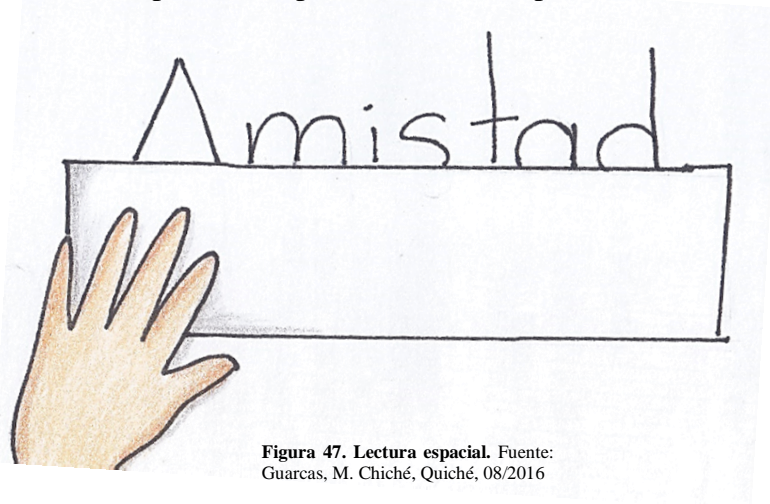 Amistad
Figura 47. Lectura espacial. Fuente:
Guarcas, M. Chiché, Quiché, 08/2016